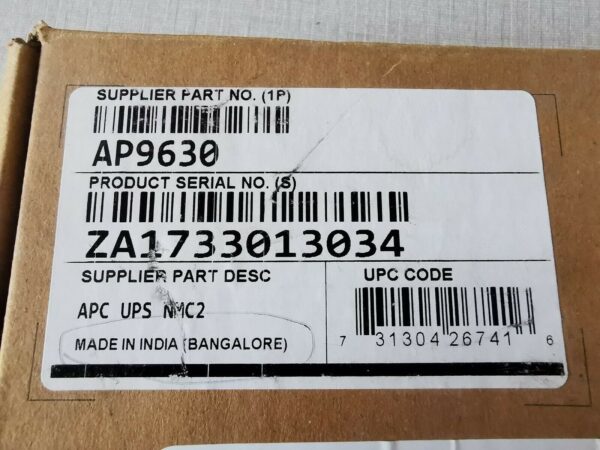 SUPPLIER PART NO. (1P)
AP9630
PRODUCT SERIAL NO. (S)
ZA1733013034
SUPPLIER PART DESC
APC UPS NMC2
MADE IN INDIA (BANGALORE)
UPC CODE
7 31304 26741 6